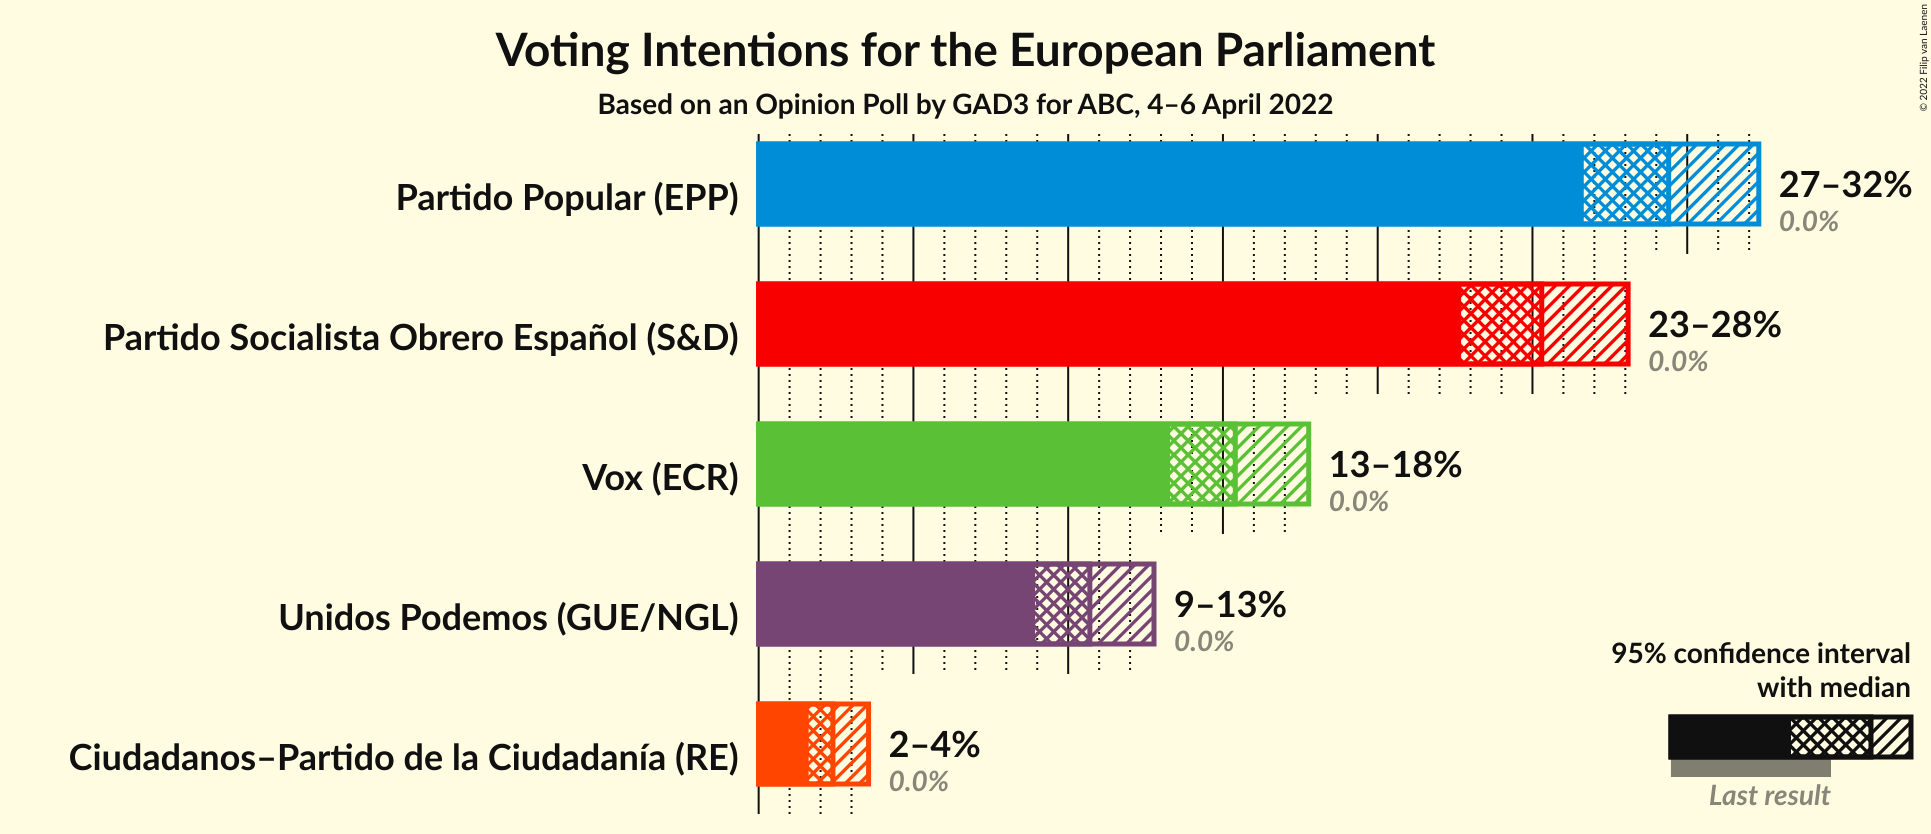 Voting Intentions for the European Parliament
Based on an Opinion Poll by GAD3 for ABC, 4–6 April 2022
© 2022 Filip van Laenen
Partido Popular (EPP)
27–32%
0.0%
Partido Socialista Obrero Español (S&D)
23–28%
0.0%
Vox (ECR)
13–18%
0.0%
Unidos Podemos (GUE/NGL)
9–13%
0.0%
Ciudadanos–Partido de la Ciudadanía (RE)
2–4%
0.0%
95% confidence interval
with median
Last result